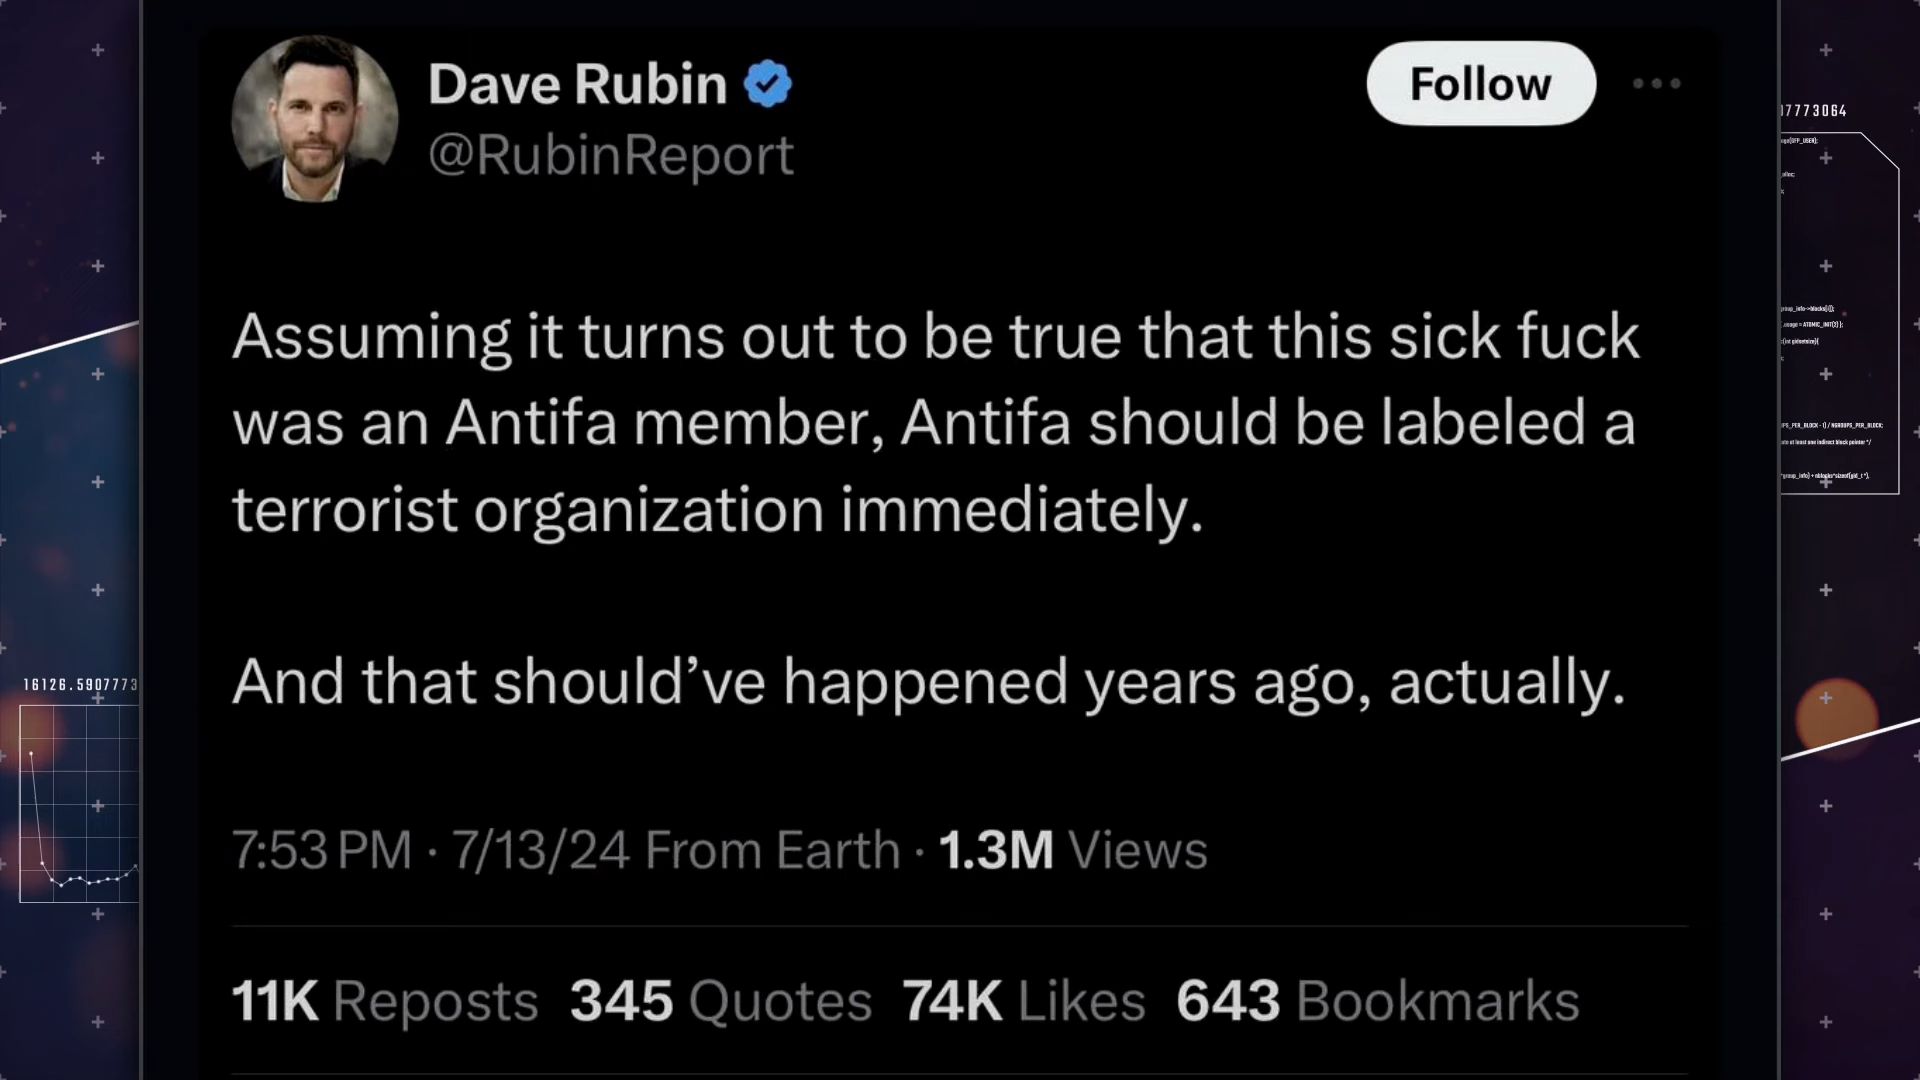 Dave Rubin
Follow
@RubinReport
Assuming it turns out to be true that this sick fuck
was an Antifa member, Antifa should be labeled a
terrorist organization immediately.
And that should’ve happened years ago, actually.
7:53 PM · 7/13/24 From Earth · 1.3M Views
11K Reposts 345 Quotes 74K Likes 643 Bookmarks
16126.5907773
07773064